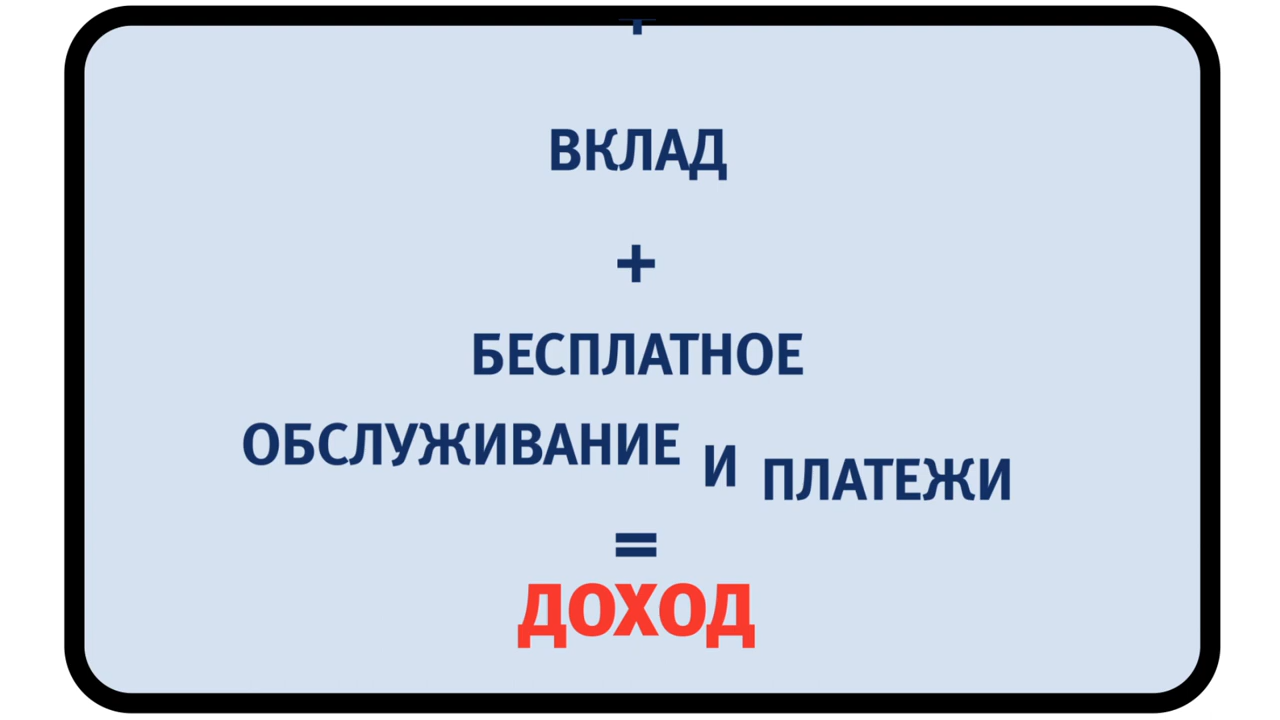 +
ВКЛАД
+
БЕСПЛАТНОЕ
ОБСЛУЖИВАНИЕ И ПЛАТЕЖИ
=
ДОХОД